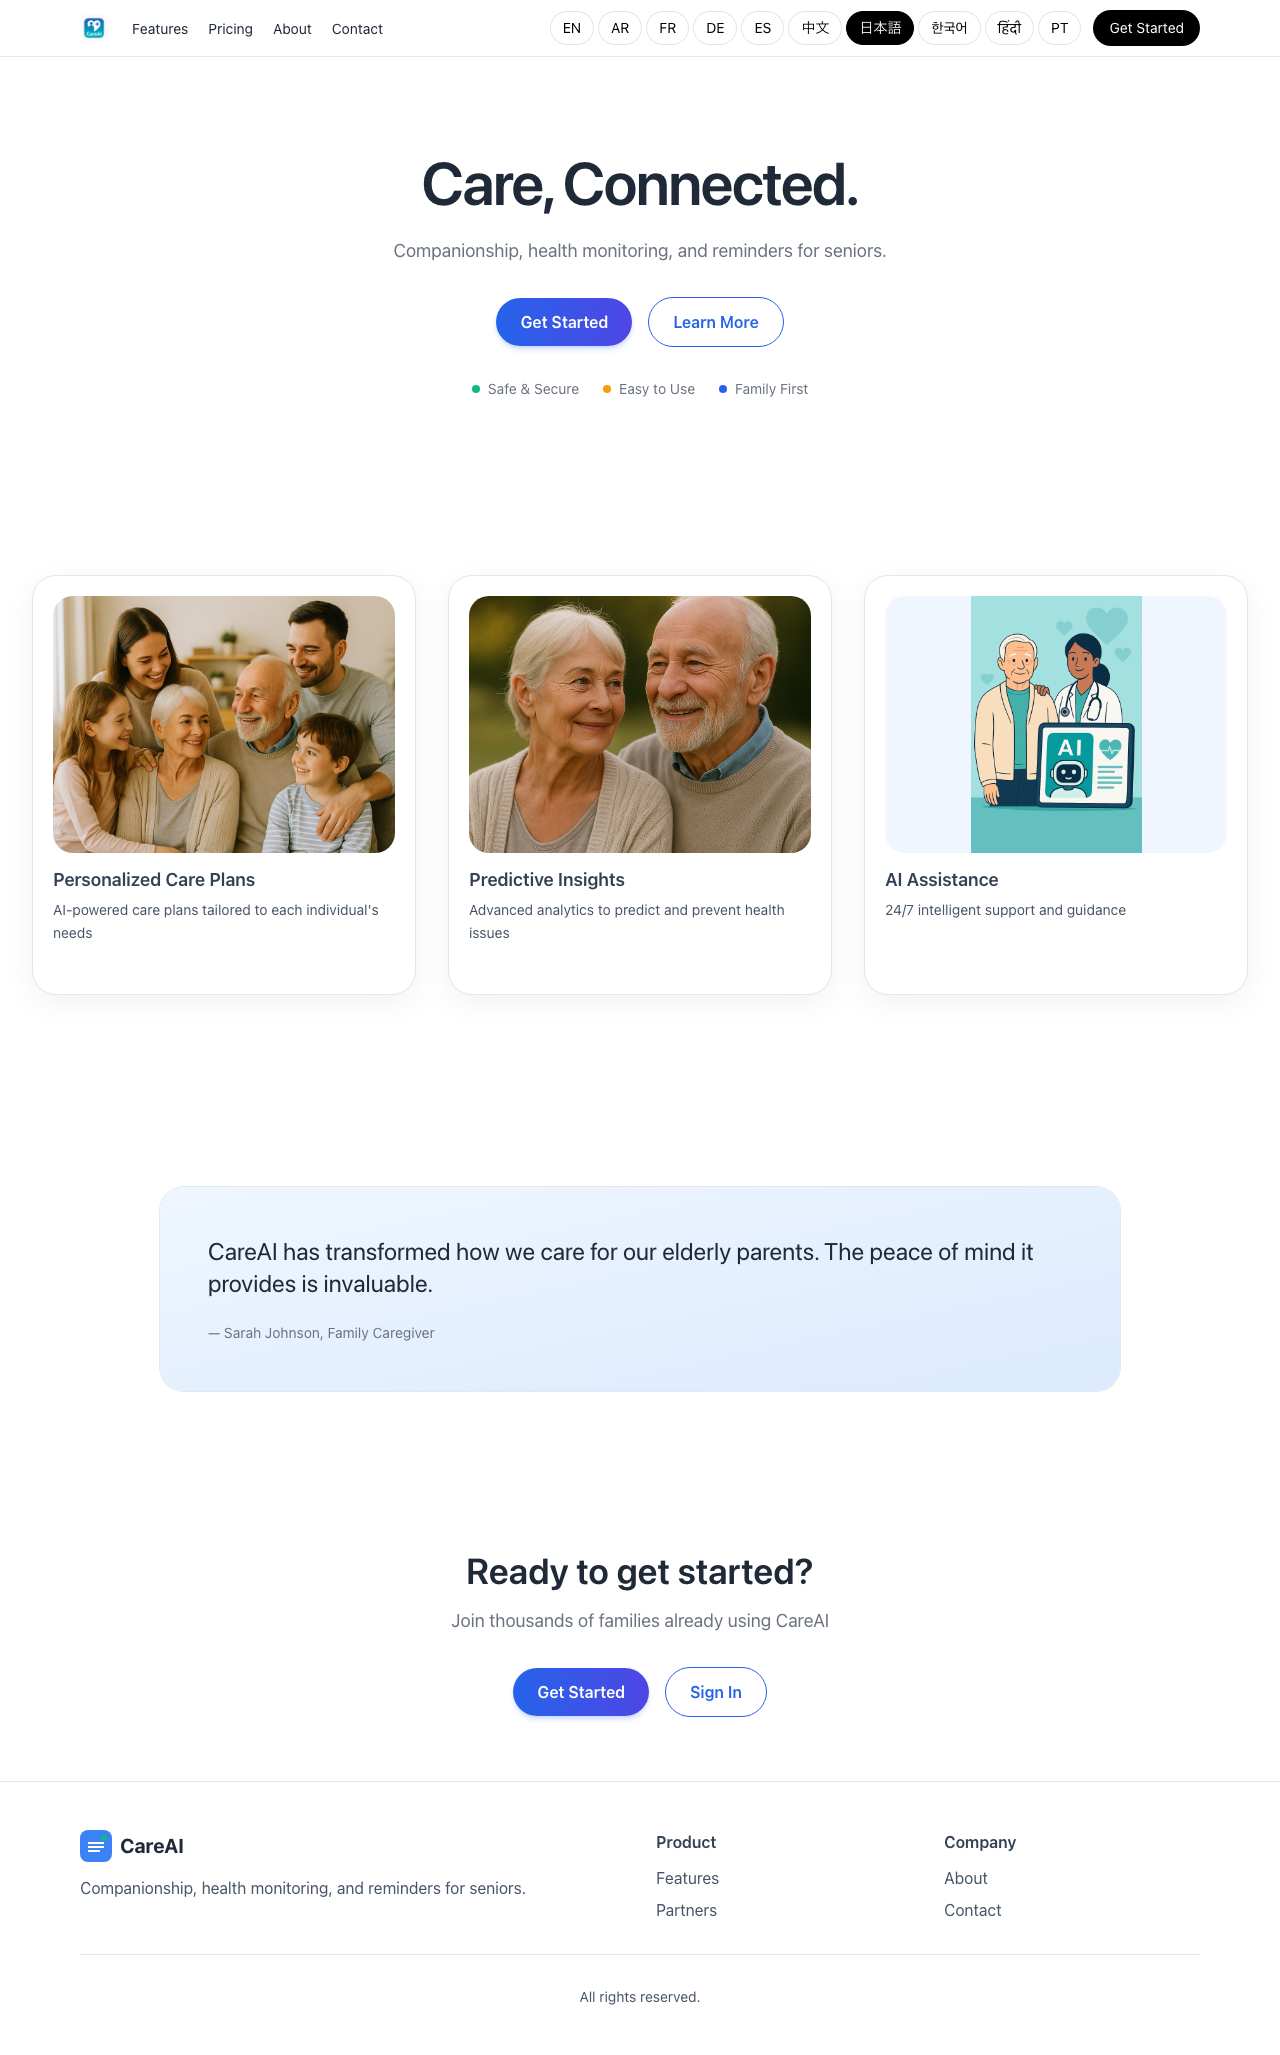 CareAI
Features
Pricing
About
Contact
EN
AR
FR
DE
ES
中文
日本語
한국어
हिंदी
PT
Get Started
Care, Connected.
Companionship, health monitoring, and reminders for seniors.
Get Started
Learn More
Safe & Secure
Easy to Use
Family First
AI
Personalized Care Plans
AI-powered care plans tailored to each individual's
needs
Predictive Insights
Advanced analytics to predict and prevent health
issues
AI Assistance
24/7 intelligent support and guidance
CareAI has transformed how we care for our elderly parents. The peace of mind it
provides is invaluable.
— Sarah Johnson, Family Caregiver
Ready to get started?
Join thousands of families already using CareAI
Get Started
Sign In
CareAI
Companionship, health monitoring, and reminders for seniors.
Product
Features
Partners
Company
About
Contact
All rights reserved.